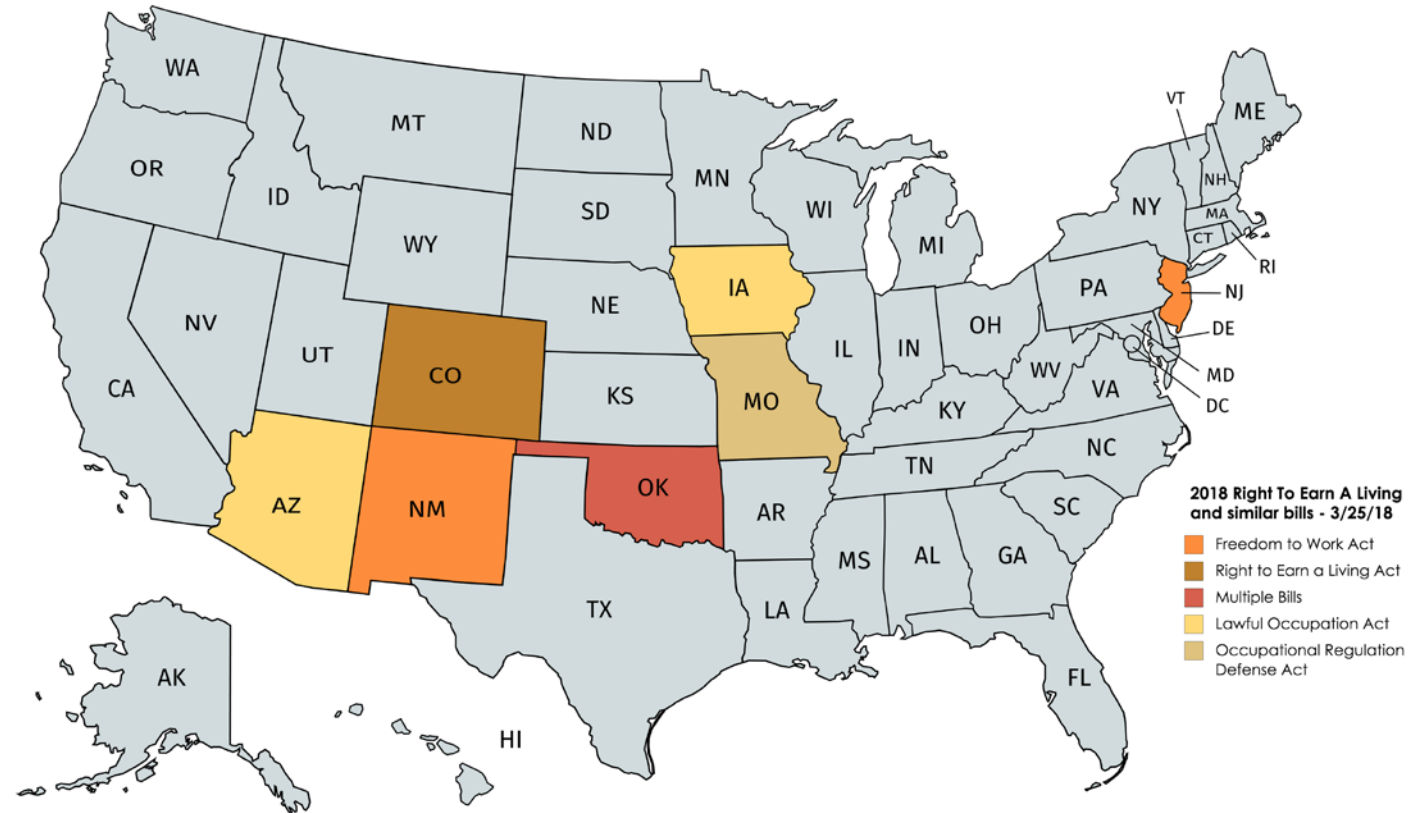 WA
MT
ND
MN
OR
ID
SD
WI
MI
WY
NE
IA
NV
UT
CO
CA
KS
MO
IL
IN
OH
PA
NY
VT
NH
ME
MA
CT
RI
NJ
DE
MD
DC
WV
VA
KY
NC
TN
SC
AZ
NM
OK
AR
MS
AL
GA
TX
LA
FL
AK
HI
2018 Right To Earn A Living
and similar bills - 3/25/18
Freedom to Work Act
Right to Earn a Living Act
Multiple Bills
Lawful Occupation Act
Occupational Regulation
Defense Act